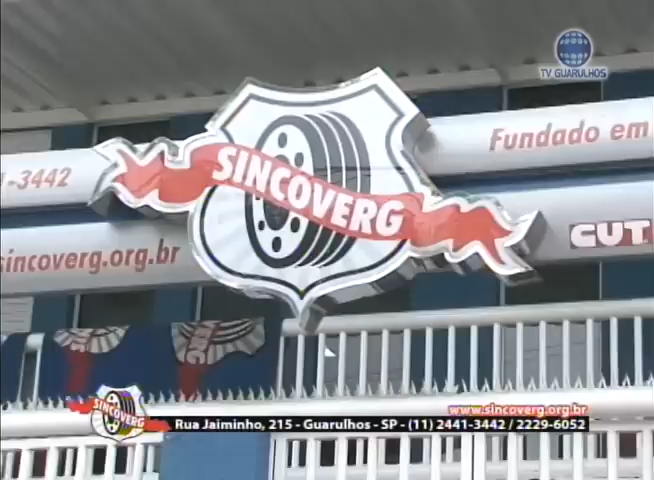 TV GUARULHOS
Fundado em
-3442
SINCOVERG
CUT
sincoverg.org.br
SINCOVERG
www.sincoverg.org.br
Rua Jaiminho, 215 - Guarulhos - SP - (11) 2441-3442 / 2229-6052